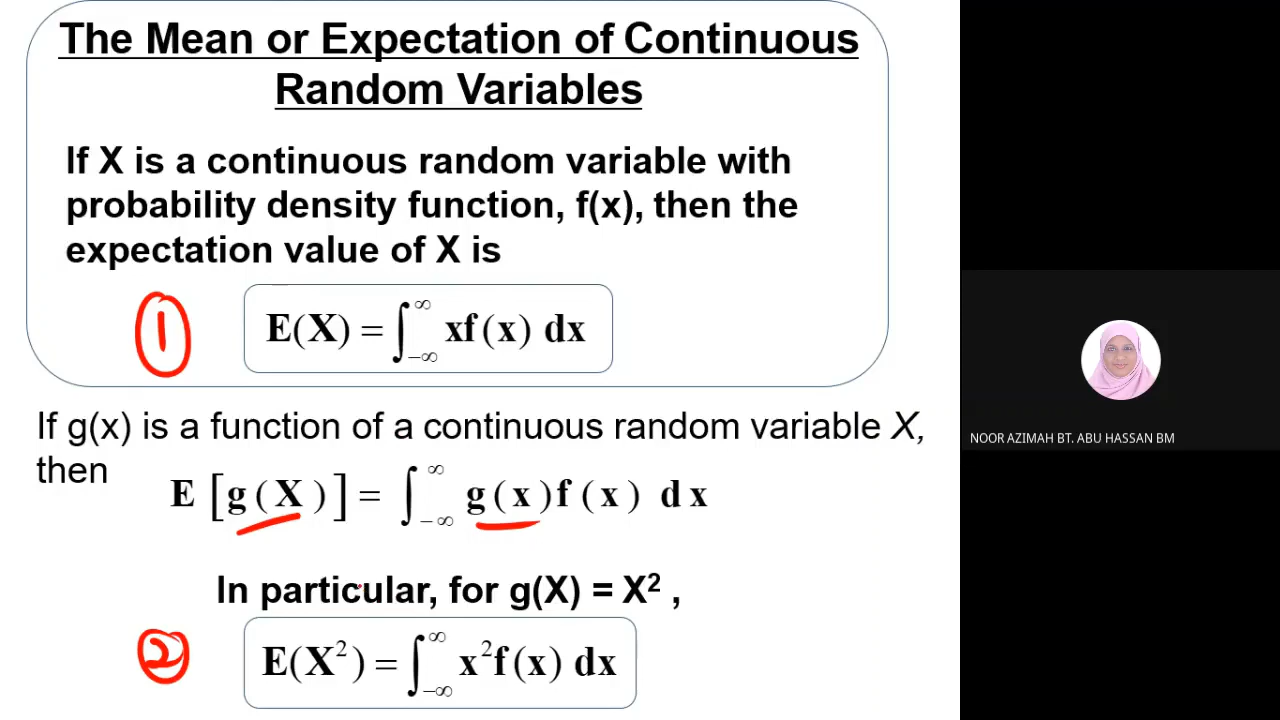 The Mean or Expectation of Continuous
Random Variables
If X is a continuous random variable with
probability density function, f(x), then the
expectation value of X is
1
E(X) = ∫_{-∞}^{∞} xf(x) dx
If g(x) is a function of a continuous random variable X,
then
E [g(X)] = ∫_{-∞}^{∞} g(x)f(x) dx
In particular, for g(X) = X² ,
2
E(X²) = ∫_{-∞}^{∞} x²f(x) dx
NOOR AZIMAH BT. ABU HASSAN BM